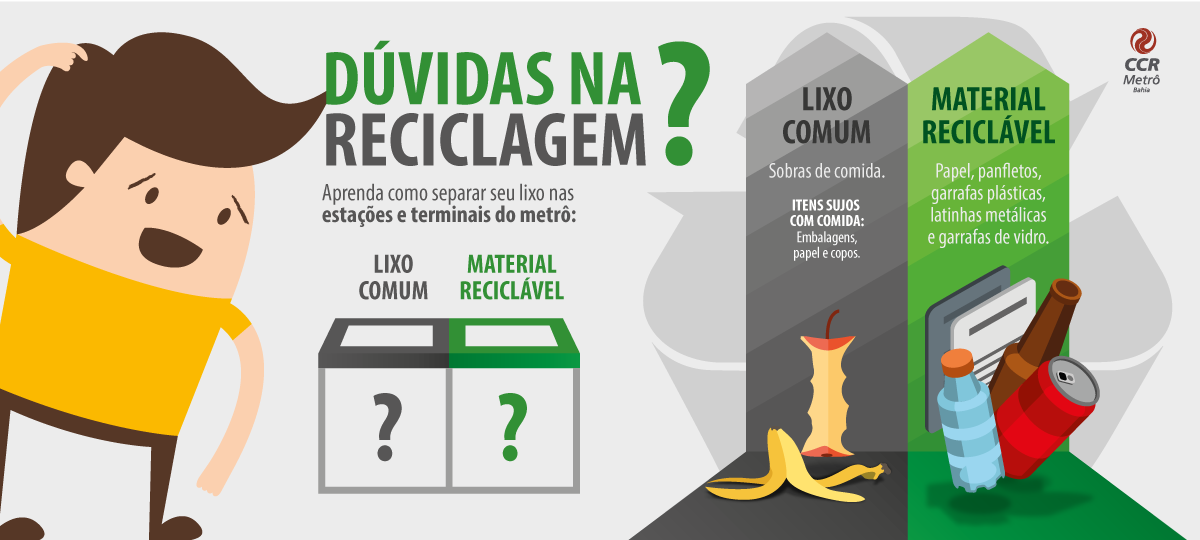 DÚVIDAS NA
RECICLAGEM ?
Aprenda como separar seu lixo nas
estações e terminais do metrô:
LIXO
COMUM
MATERIAL
RECICLÁVEL
?
?
LIXO
COMUM
Sobras de comida.
ITENS SUJOS
COM COMIDA:
Embalagens,
papel e copos.
MATERIAL
RECICLÁVEL
Papel, panfletos,
garrafas plásticas,
latinhas metálicas
e garrafas de vidro.
CCR
Metrô
Bahia